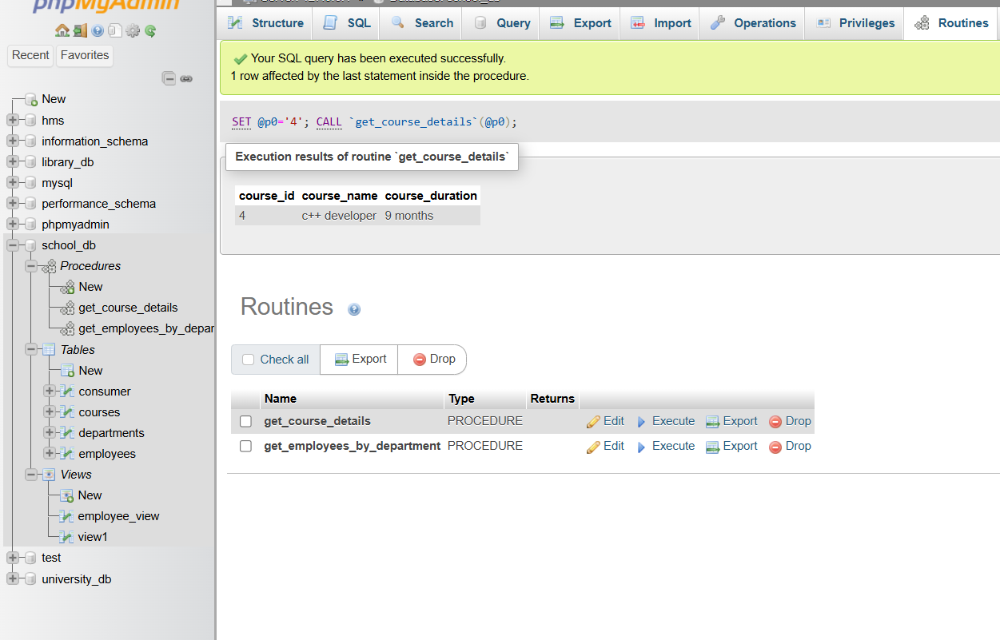 phpMyAdmin
Recent Favorites
New
hms
information_schema
library_db
mysql
performance_schema
phpmyadmin
school_db
Procedures
New
get_course_details
get_employees_by_depar
Tables
New
consumer
courses
departments
employees
Views
New
employee_view
view1
test
university_db
Structure SQL Search Query Export Import Operations Privileges Routines
Your SQL query has been executed successfully.
1 row affected by the last statement inside the procedure.
SET @p0='4'; CALL `get_course_details`(@p0);
Execution results of routine `get_course_details`
course_id course_name course_duration
4 c++ developer 9 months
Routines
Check all Export Drop
Name Type Returns
get_course_details PROCEDURE Edit Execute Export Drop
get_employees_by_department PROCEDURE Edit Execute Export Drop